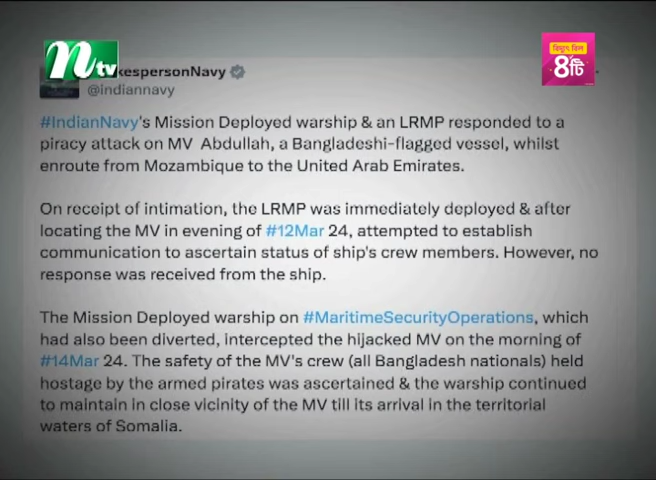 ntv
kespersonNavy
@indiannavy
বিদ্যুৎ বিল
৪টি
#IndianNavy's Mission Deployed warship & an LRMP responded to a
piracy attack on MV Abdullah, a Bangladeshi-flagged vessel, whilst
enroute from Mozambique to the United Arab Emirates.
On receipt of intimation, the LRMP was immediately deployed & after
locating the MV in evening of #12Mar 24, attempted to establish
communication to ascertain status of ship's crew members. However, no
response was received from the ship.
The Mission Deployed warship on #MaritimeSecurityOperations, which
had also been diverted, intercepted the hijacked MV on the morning of
#14Mar 24. The safety of the MV's crew (all Bangladesh nationals) held
hostage by the armed pirates was ascertained & the warship continued
to maintain in close vicinity of the MV till its arrival in the territorial
waters of Somalia.